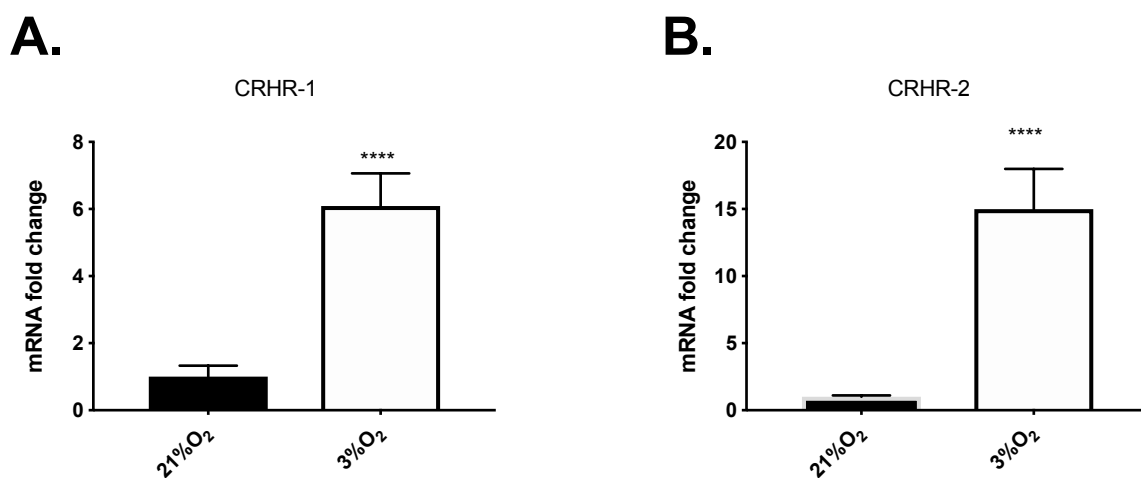 A.
CRHR-1
mRNA fold change
8
6
4
2
0
****
21%O₂
3%O₂
B.
CRHR-2
mRNA fold change
20
15
10
5
0
****
21%O₂
3%O₂